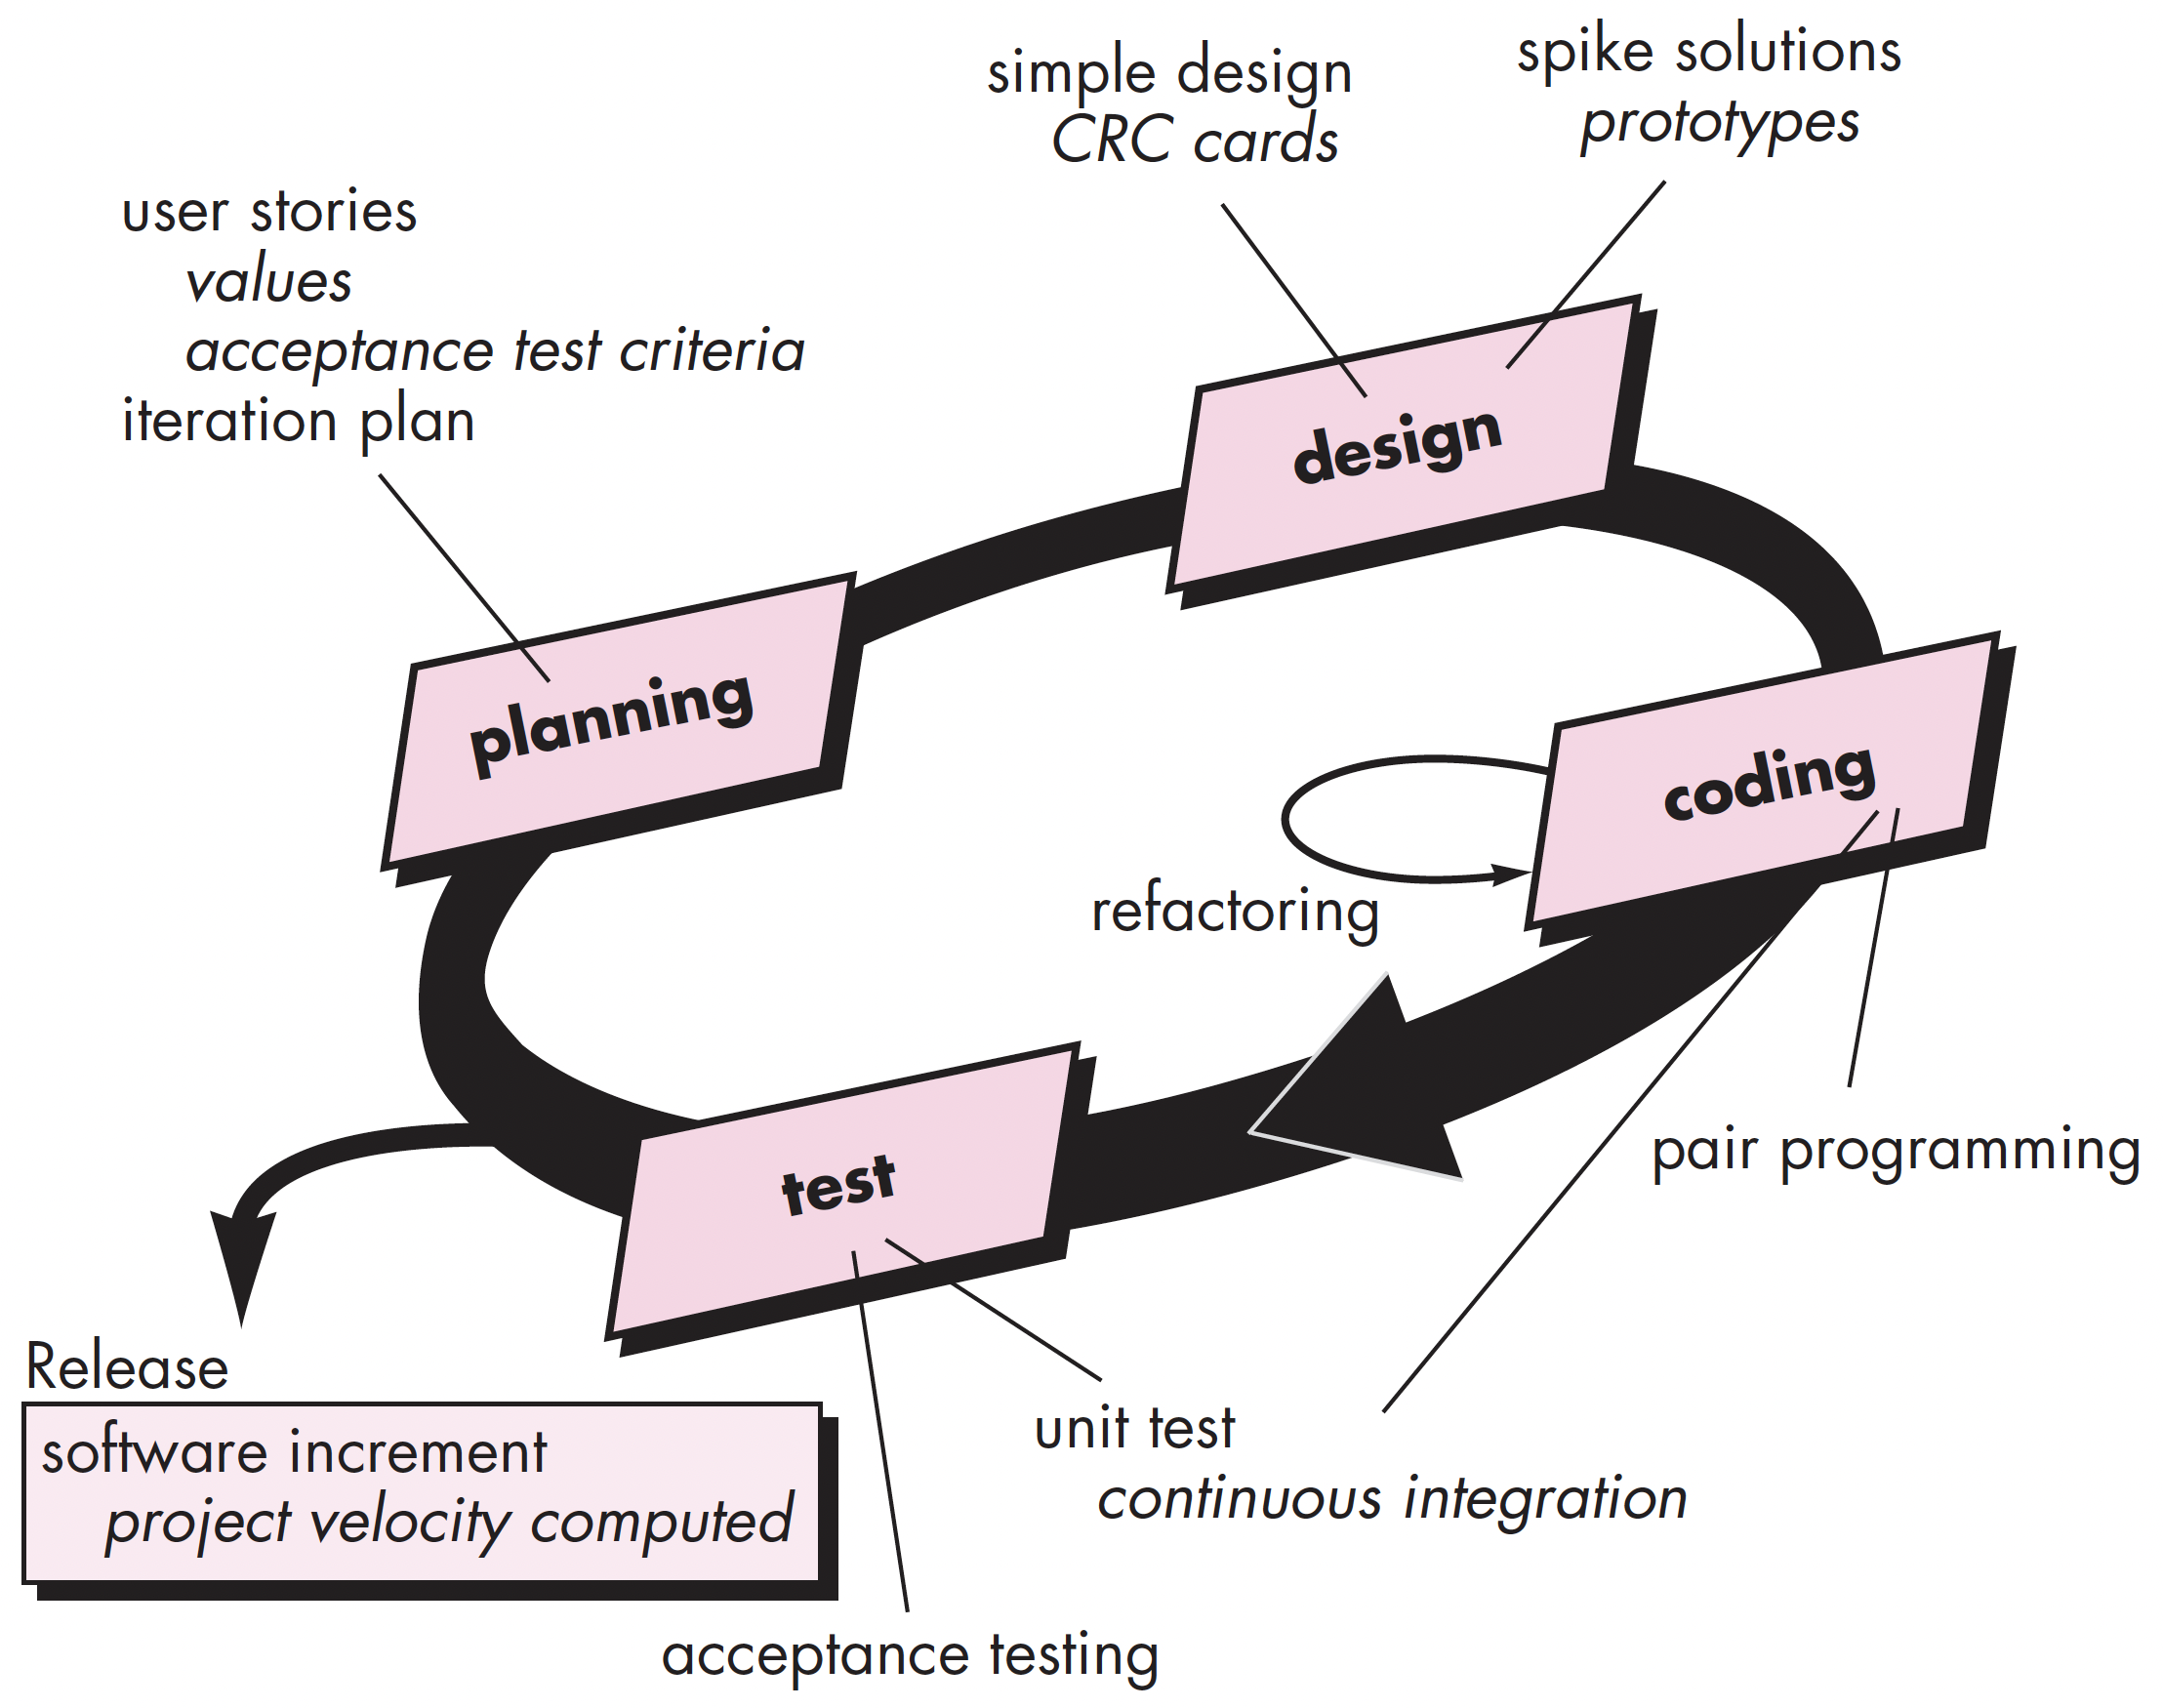 simple design
CRC cards
spike solutions
prototypes
user stories
values
acceptance test criteria
iteration plan
design
planning
coding
refactoring
test
pair programming
Release
software increment
project velocity computed
unit test
continuous integration
acceptance testing